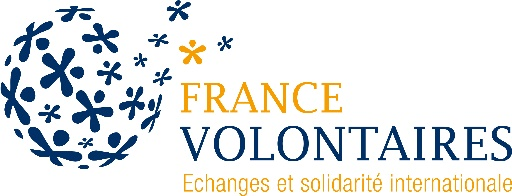 FRANCE
VOLONTAIRES
Echanges et solidarité internationale